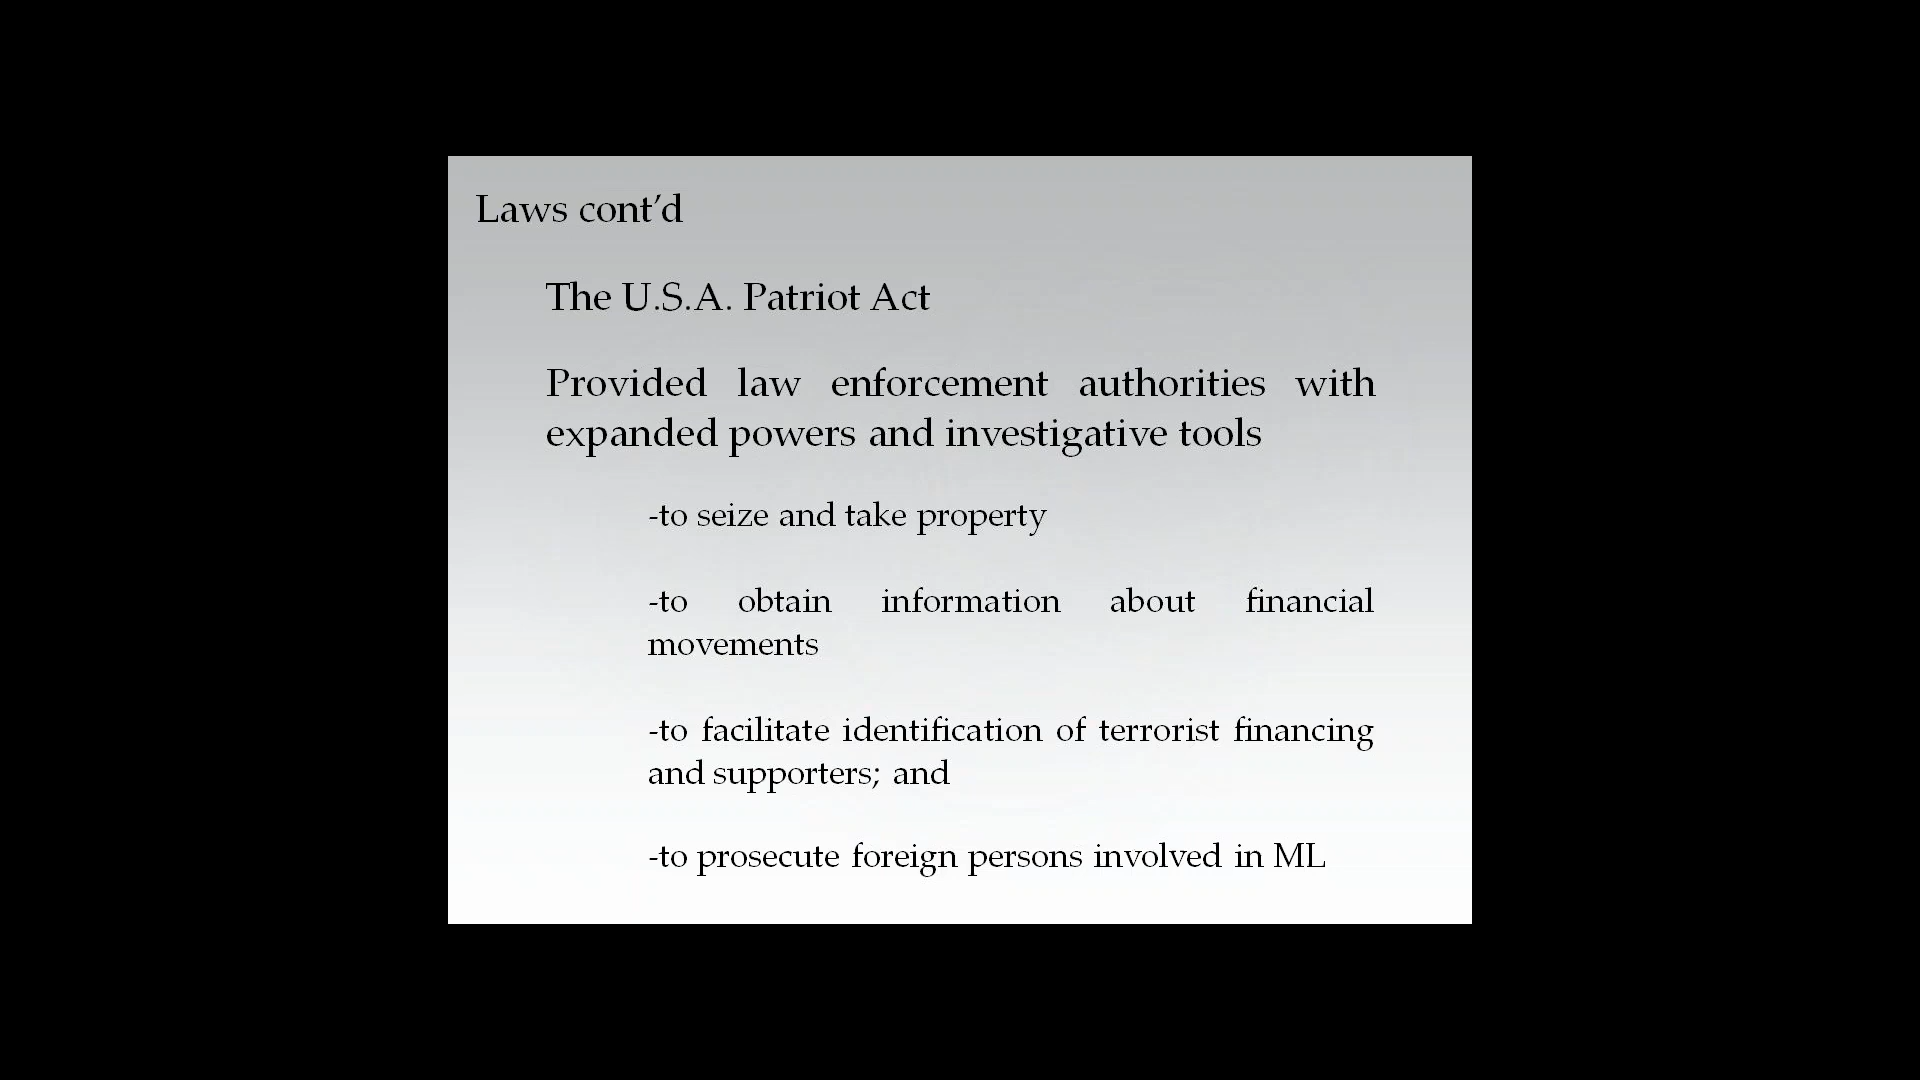 Laws cont’d
The U.S.A. Patriot Act
Provided law enforcement authorities with
expanded powers and investigative tools
-to seize and take property
-to obtain information about financial
movements
-to facilitate identification of terrorist financing
and supporters; and
-to prosecute foreign persons involved in ML